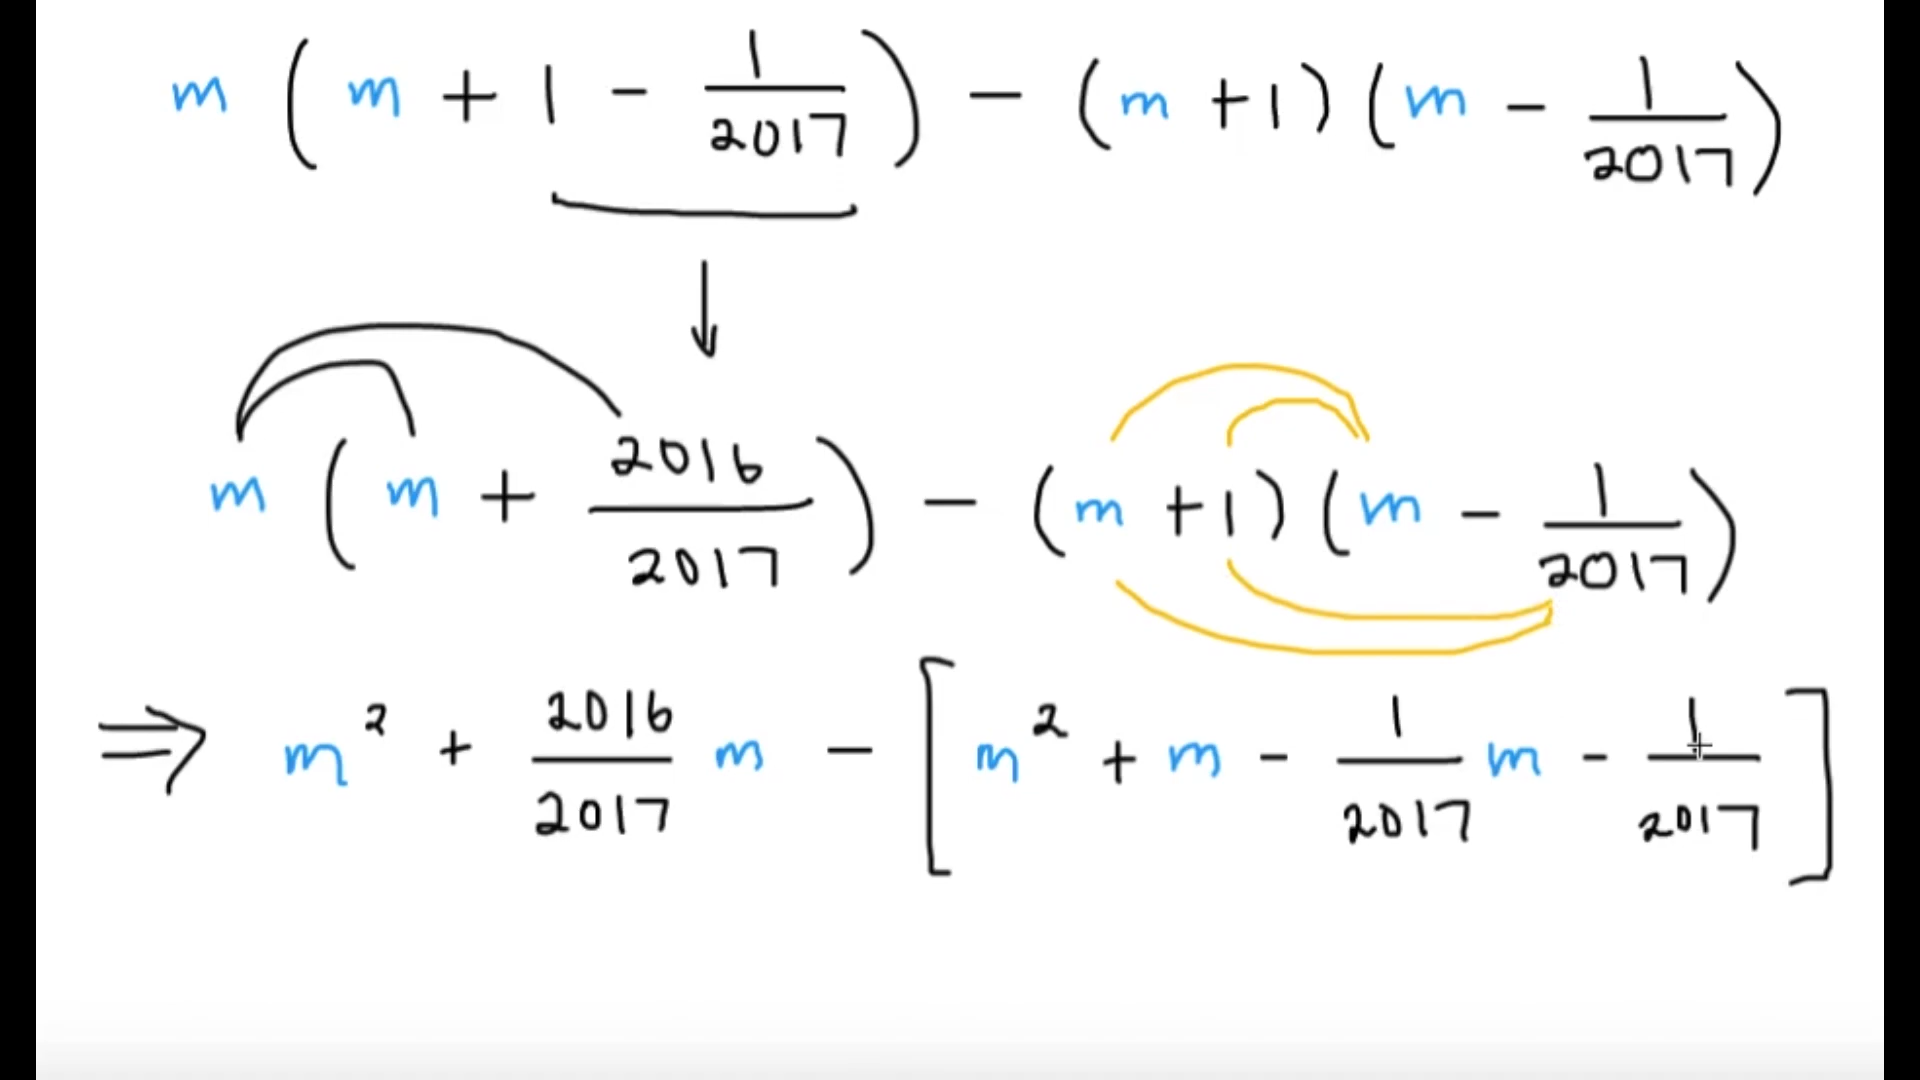 m ( m + 1 - 1/2017 ) - ( m + 1 ) ( m - 1/2017 )
m ( m + 2016/2017 ) - ( m + 1 ) ( m - 1/2017 )
⇒ m² + 2016/2017 m - [ m² + m - 1/2017 m - 1/2017 ]